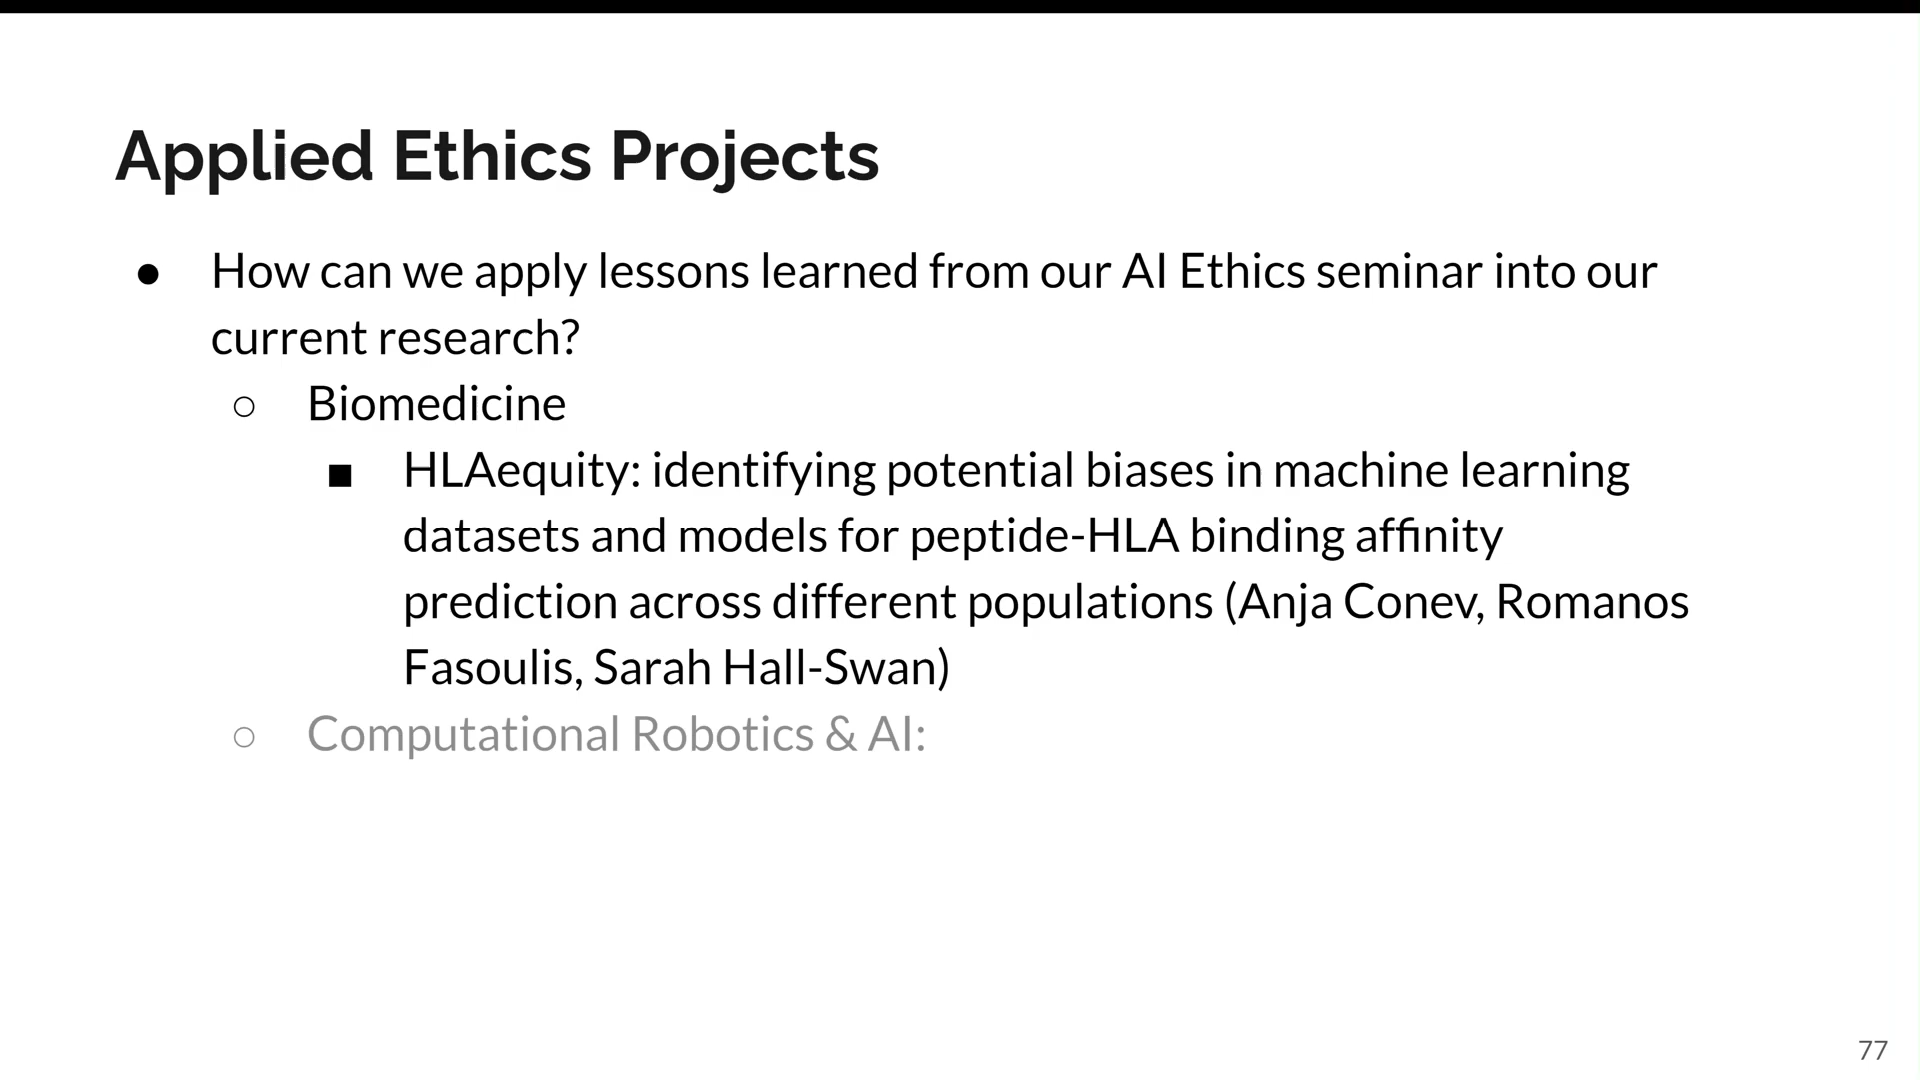 Applied Ethics Projects
● How can we apply lessons learned from our AI Ethics seminar into our
current research?
○ Biomedicine
■ HLAequity: identifying potential biases in machine learning
datasets and models for peptide-HLA binding affinity
prediction across different populations (Anja Conev, Romanos
Fasoulis, Sarah Hall-Swan)
○ Computational Robotics & AI:
77